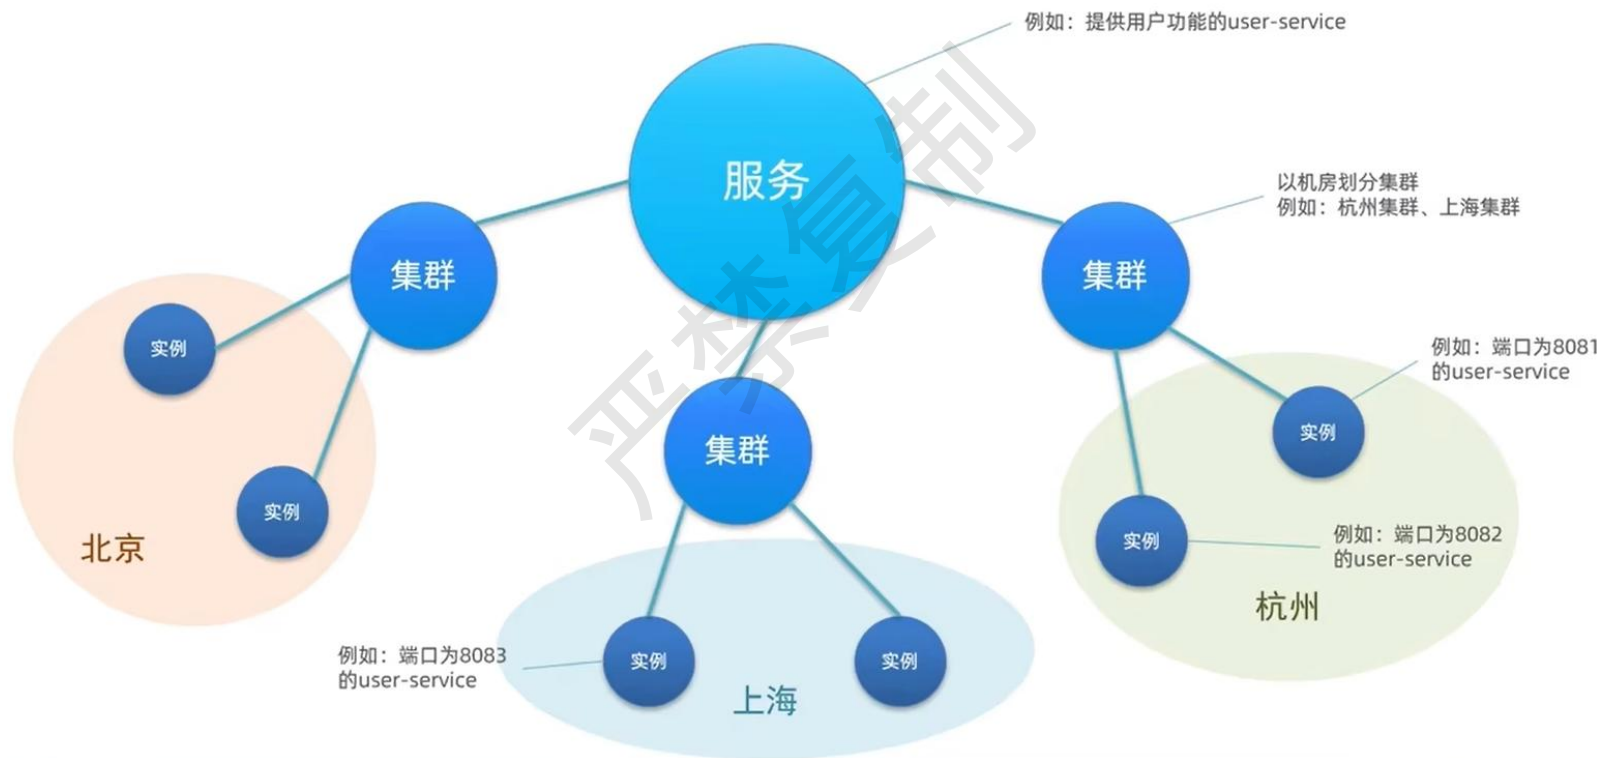 例如：提供用户功能的user-service
服务
以机房划分集群
例如：杭州集群、上海集群
集群
集群
实例
例如：端口为8081
的user-service
实例
集群
实例
实例
例如：端口为8082
的user-service
北京
实例
杭州
例如：端口为8083
的user-service
实例
实例
上海
严禁复制